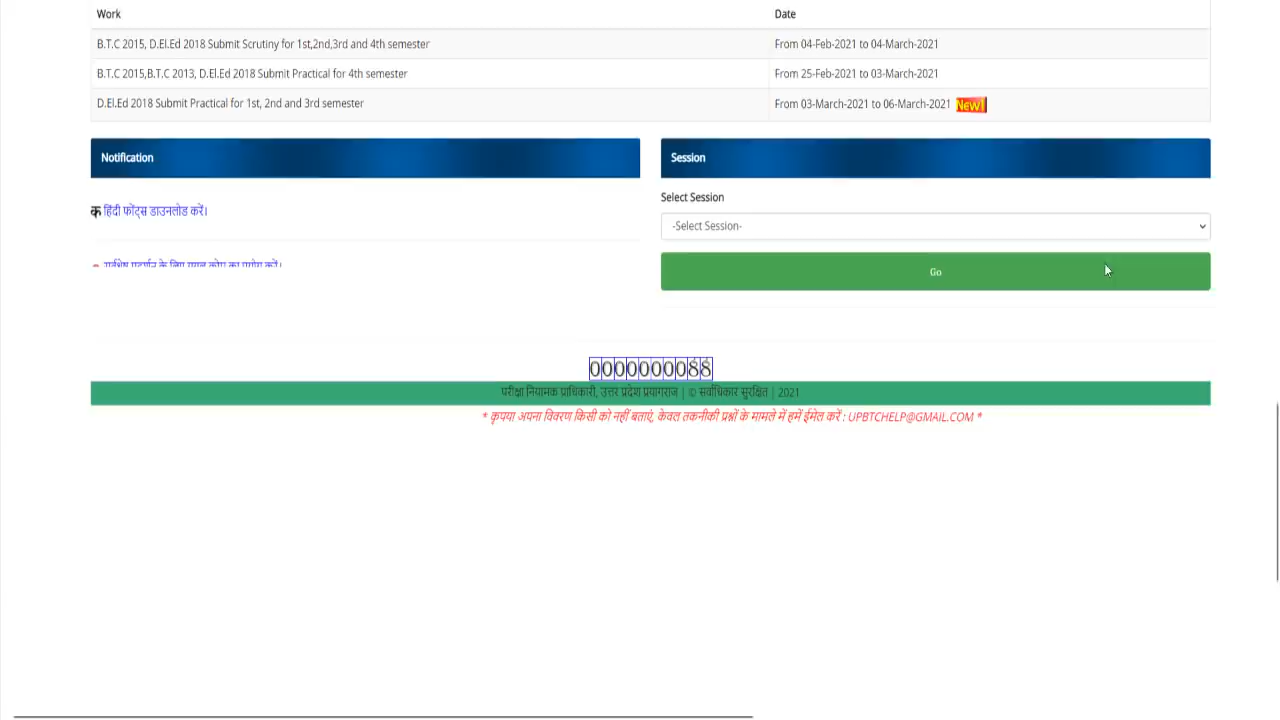 Work Date
B.T.C 2015, D.El.Ed 2018 Submit Scrutiny for 1st,2nd,3rd and 4th semester From 04-Feb-2021 to 04-March-2021
B.T.C 2015,B.T.C 2013, D.El.Ed 2018 Submit Practical for 4th semester From 25-Feb-2021 to 03-March-2021
D.El.Ed 2018 Submit Practical for 1st, 2nd and 3rd semester From 03-March-2021 to 06-March-2021 New!
Notification
क हिंदी फोंट्स डाउनलोड करें।
Session
Select Session
-Select Session-
Go
0000000088
परीक्षा नियामक प्राधिकारी, उत्तर प्रदेश प्रयागराज | © सर्वाधिकार सुरक्षित | 2021
* कृपया अपना विवरण किसी को नहीं बताएं, केवल तकनीकी प्रश्नों के मामले में हमें ईमेल करें : UPBTCHELP@GMAIL.COM *